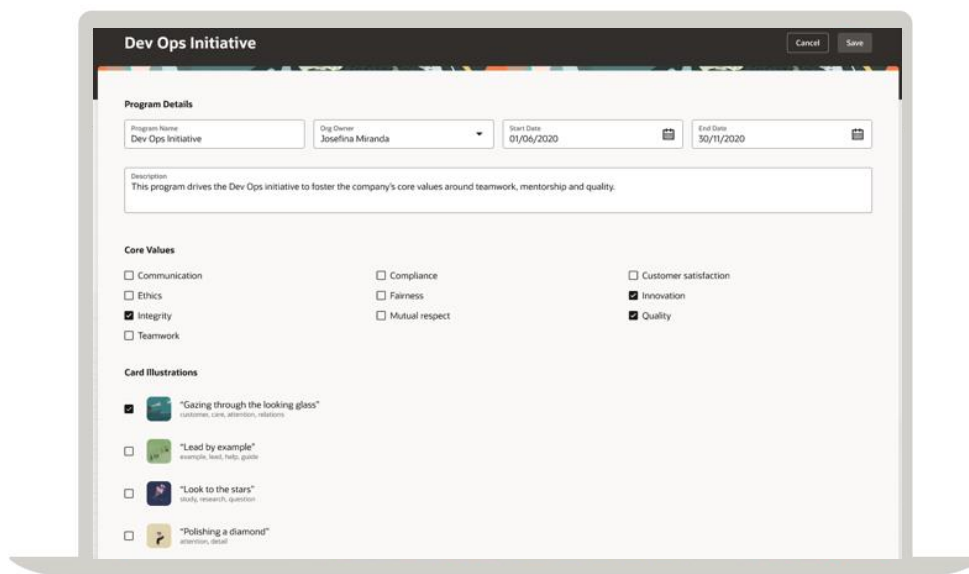 Dev Ops Initiative
Cancel Save
Program Details
Program Name Org Owner Start Date End Date
Dev Ops Initiative Josefina Miranda 01/06/2020 30/11/2020
Description
This program drives the Dev Ops initiative to foster the company's core values around teamwork, mentorship and quality.
Core Values
Communication Compliance Customer satisfaction
Ethics Fairness Innovation
Integrity Mutual respect Quality
Teamwork
Card Illustrations
"Gazing through the looking glass"
customer, care, attention, relations
"Lead by example"
example, lead, help, guide
"Look to the stars"
study, research, question
"Polishing a diamond"
attention, detail